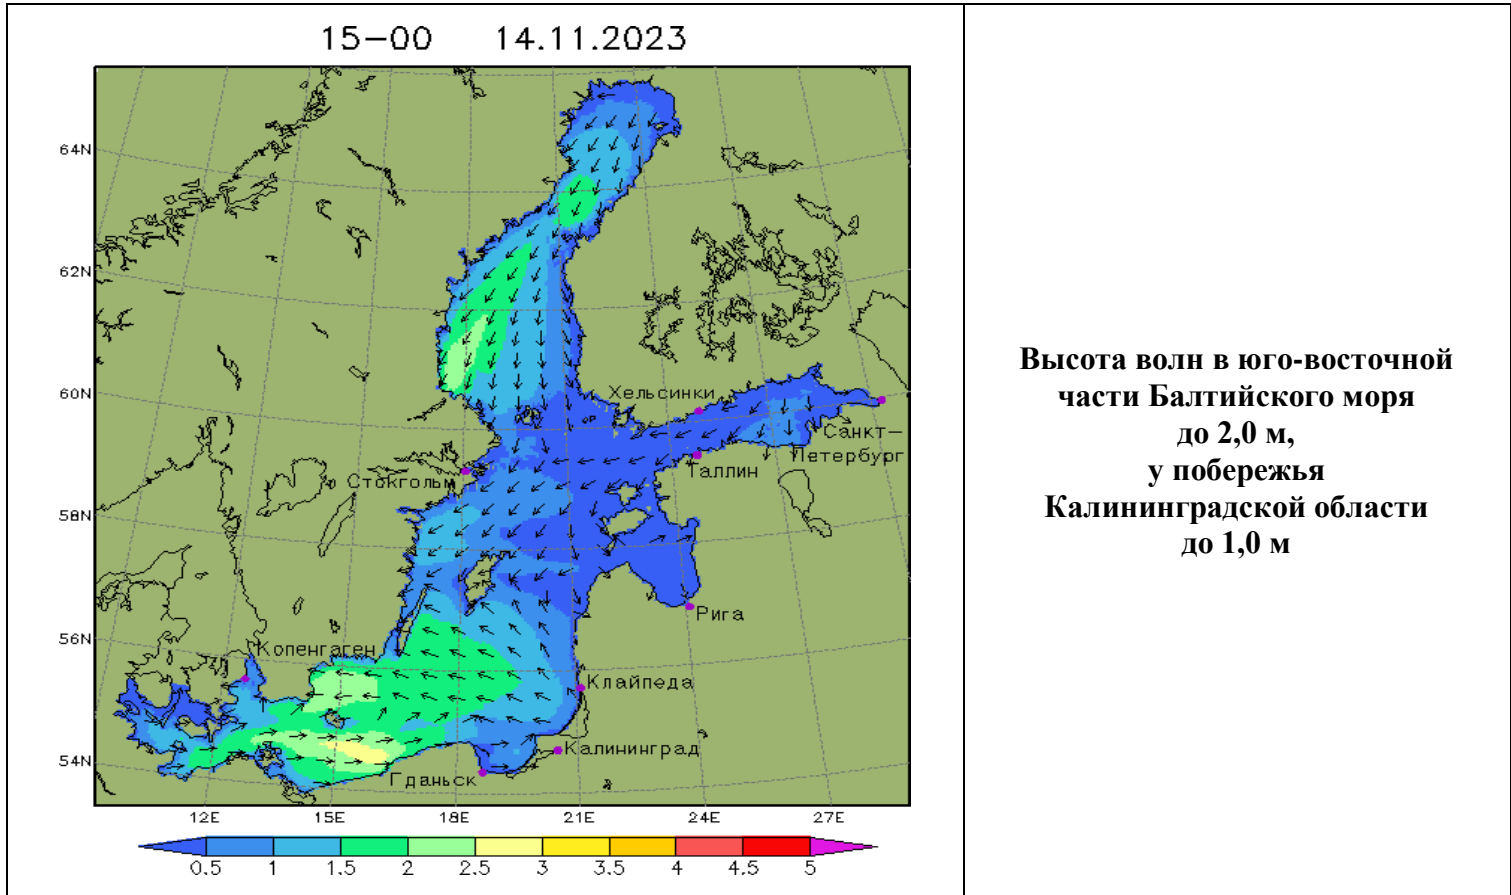 15-00 14.11.2023
64N
62N
60N
58N
56N
54N
Хельсинки
Санкт-
Петербург
Таллин
Стокгольм
Рига
Копенгаген
Клайпеда
Калининград
Гданьск
12E 15E 18E 21E 24E 27E
0.5 1 1.5 2 2.5 3 3.5 4 4.5 5
Высота волн в юго-восточной
части Балтийского моря
до 2,0 м,
у побережья
Калининградской области
до 1,0 м